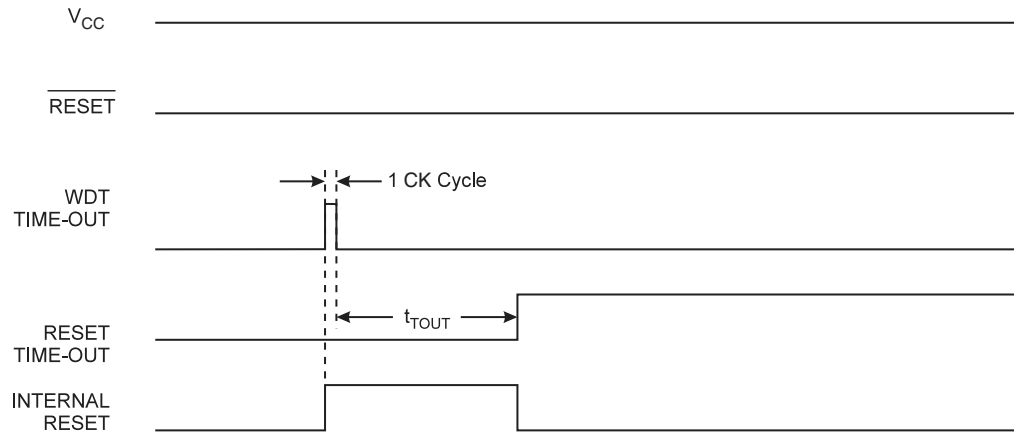 VCC
RESET
1 CK Cycle
WDT
TIME-OUT
tTOUT
RESET
TIME-OUT
INTERNAL
RESET